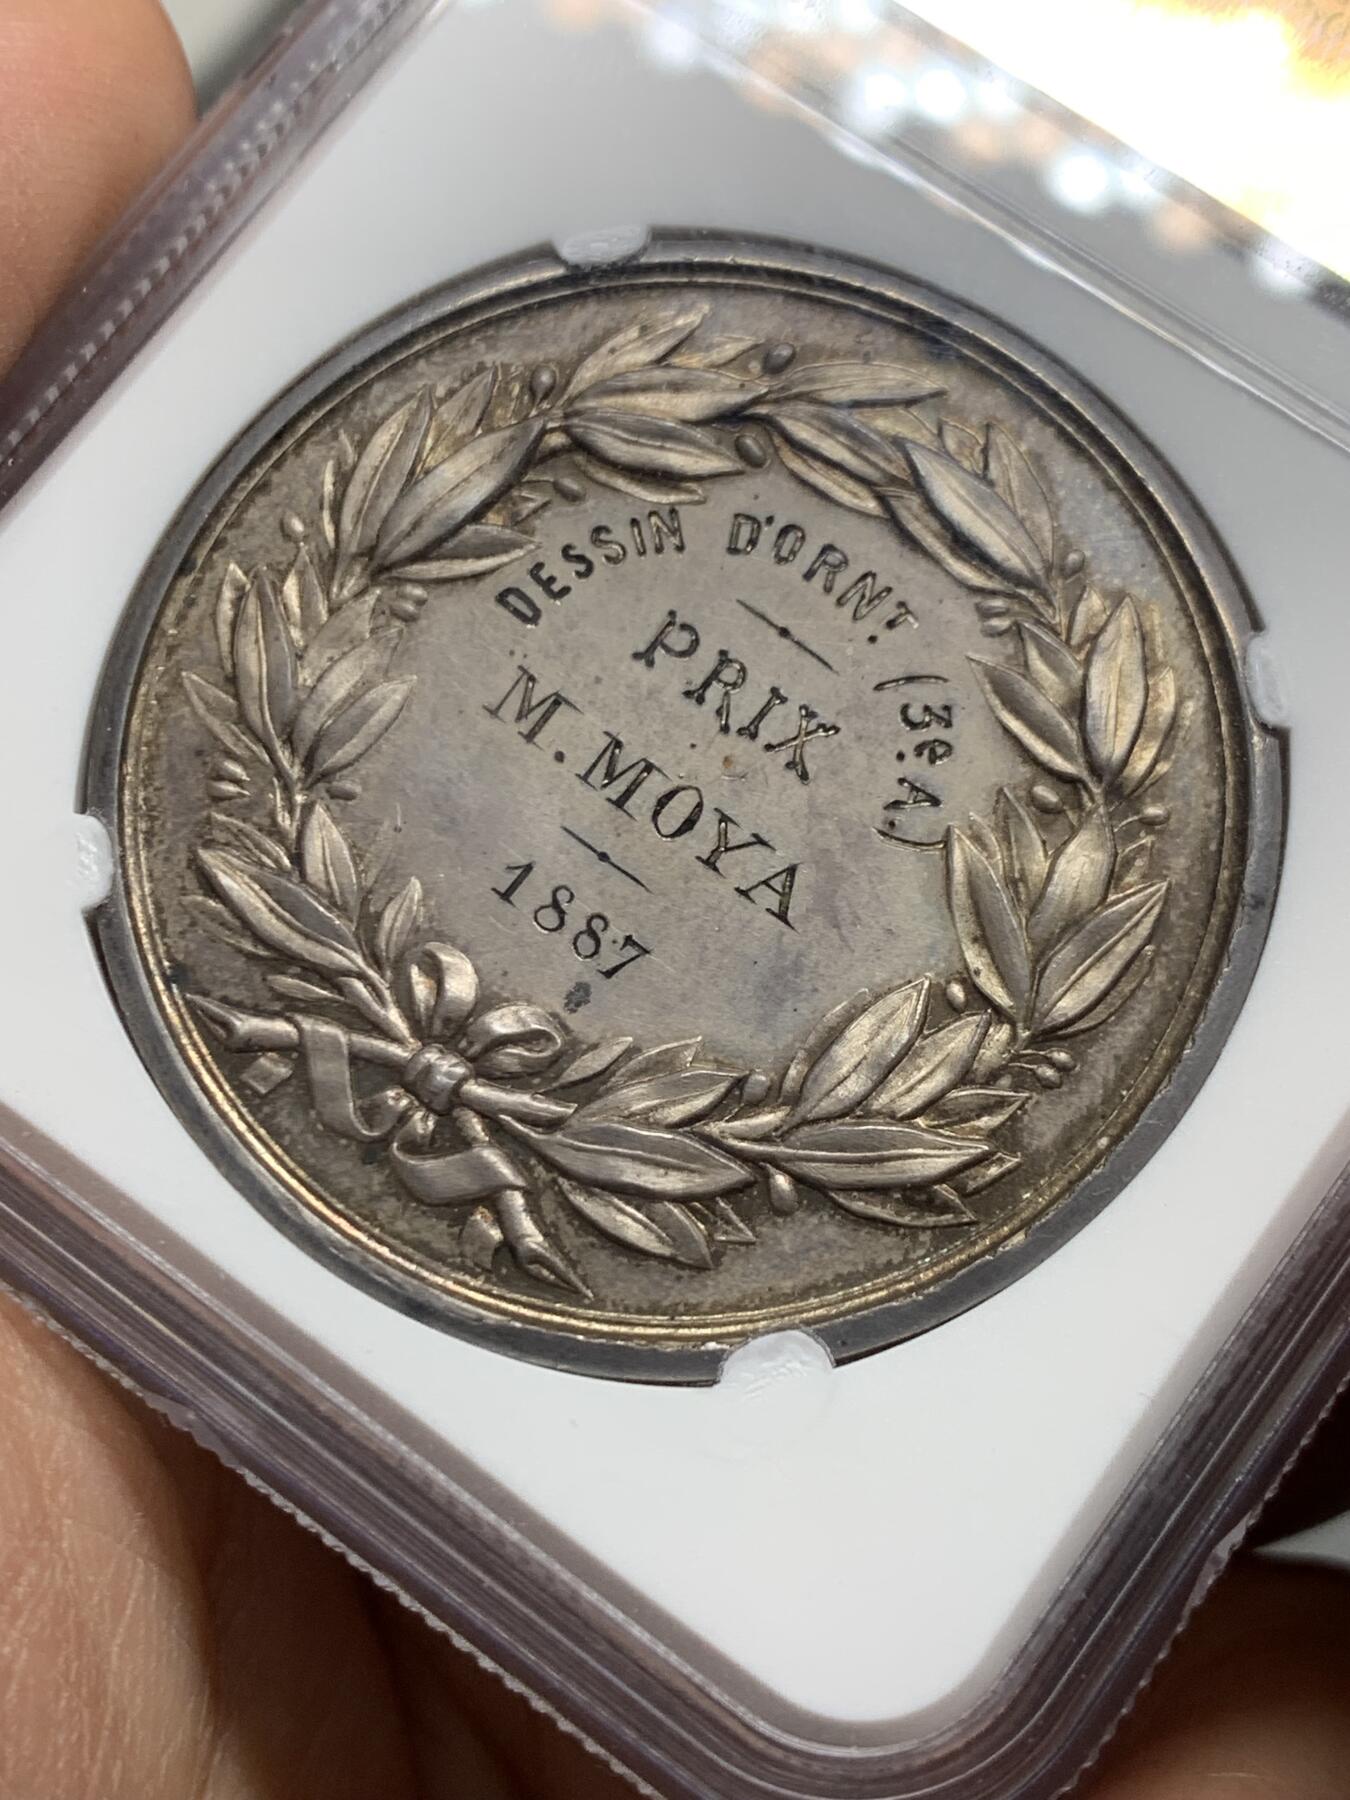 DESSIN D'ORNT. (3e. A.)
PRIX
M. MOYA
1887